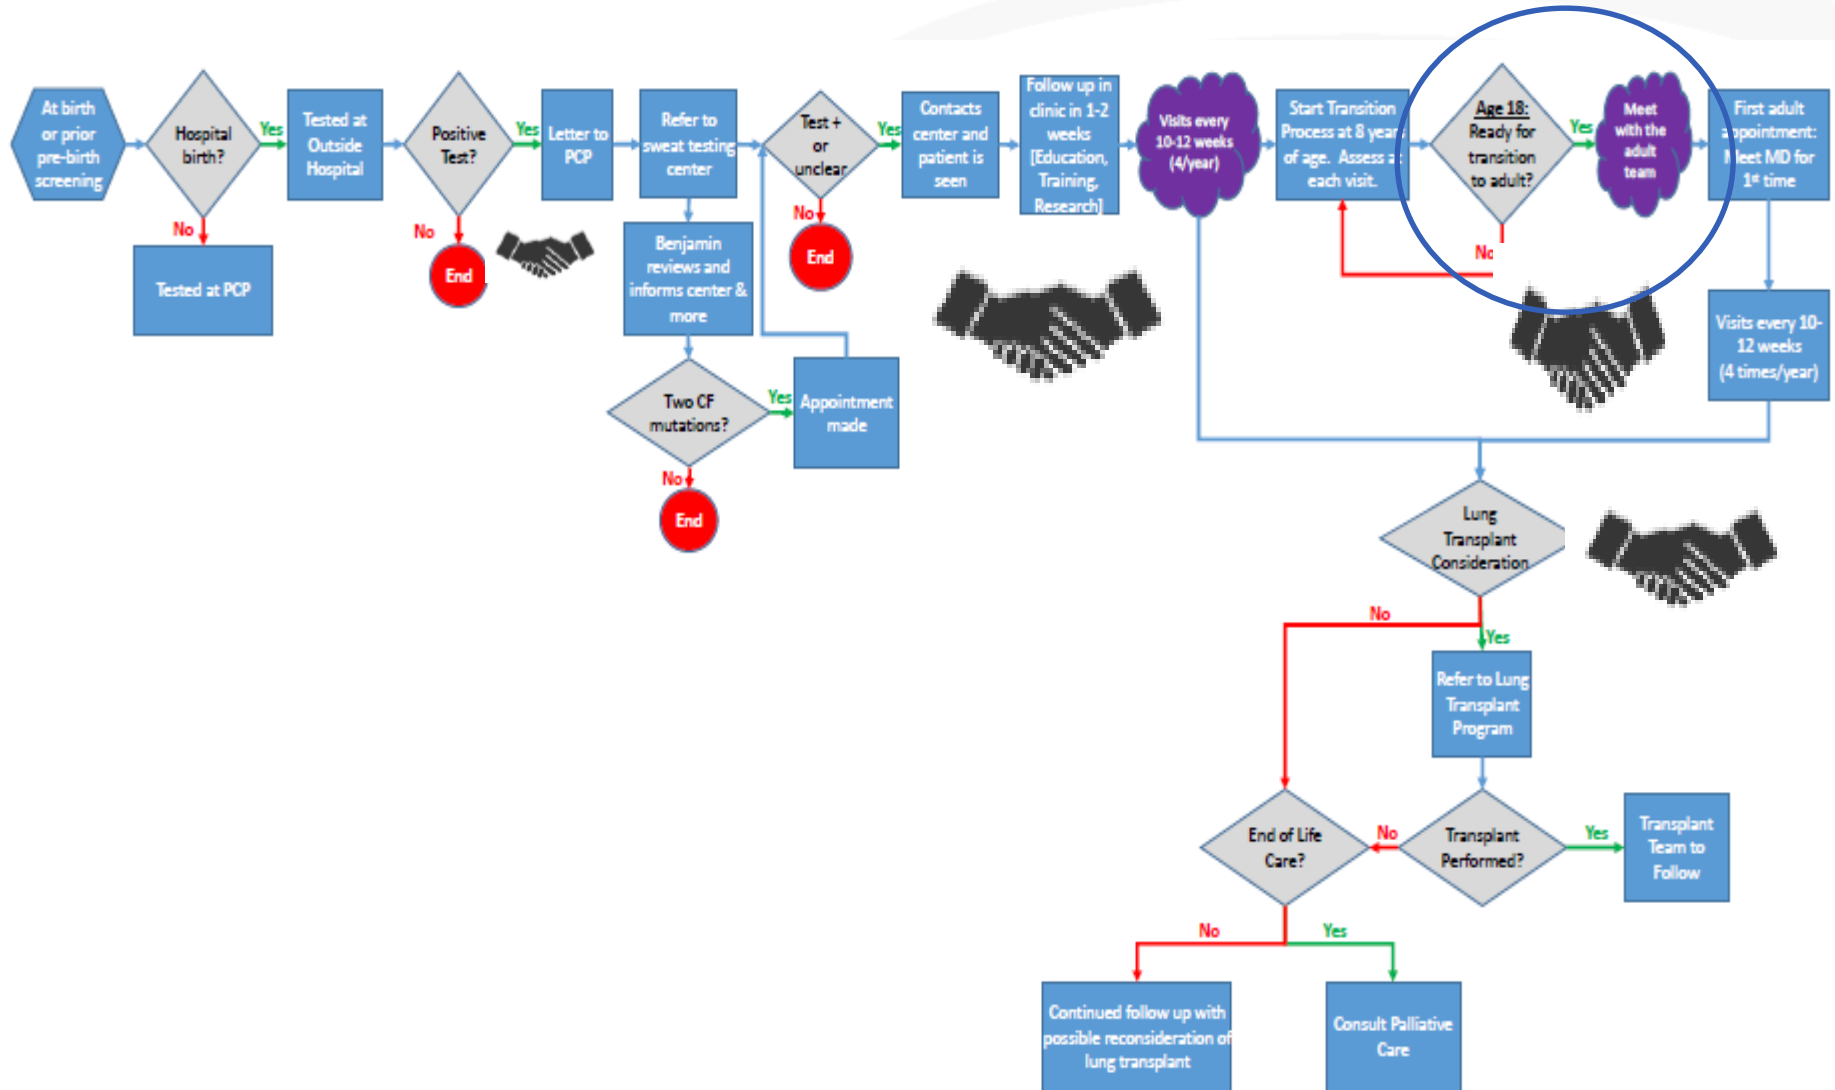 At birth
or prior
pre-birth
screening
Hospital
birth?
Yes
No
Tested at PCP
Tested at
Outside
Hospital
Positive
Test?
Yes
No
End
Letter to
PCP
Refer to
sweat testing
center
Benjamin
reviews and
informs center &
more
Two CF
mutations?
Yes
No
End
Appointment
made
Test +
or
unclear
Yes
No
End
Contacts
center and
patient is
seen
Follow up in
clinic in 1-2
weeks
[Education,
Training,
Research]
Visits every
10-12 weeks
(4/year)
Start Transition
Process at 8 years
of age. Assess at
each visit.
Age 18:
Ready for
transition
to adult?
Yes
No
Meet
with the
adult
team
First adult
appointment:
Meet MD for
1st time
Visits every 10-
12 weeks
(4 times/year)
Lung
Transplant
Consideration
No
Yes
Refer to Lung
Transplant
Program
End of Life
Care?
No
Transplant
Performed?
Yes
Transplant
Team to
Follow
No
Yes
Continued follow up with
possible reconsideration of
lung transplant
Consult Palliative
Care